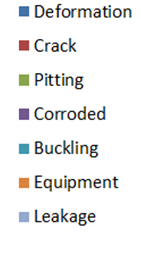 Deformation
Crack
Pitting
Corroded
Buckling
Equipment
Leakage